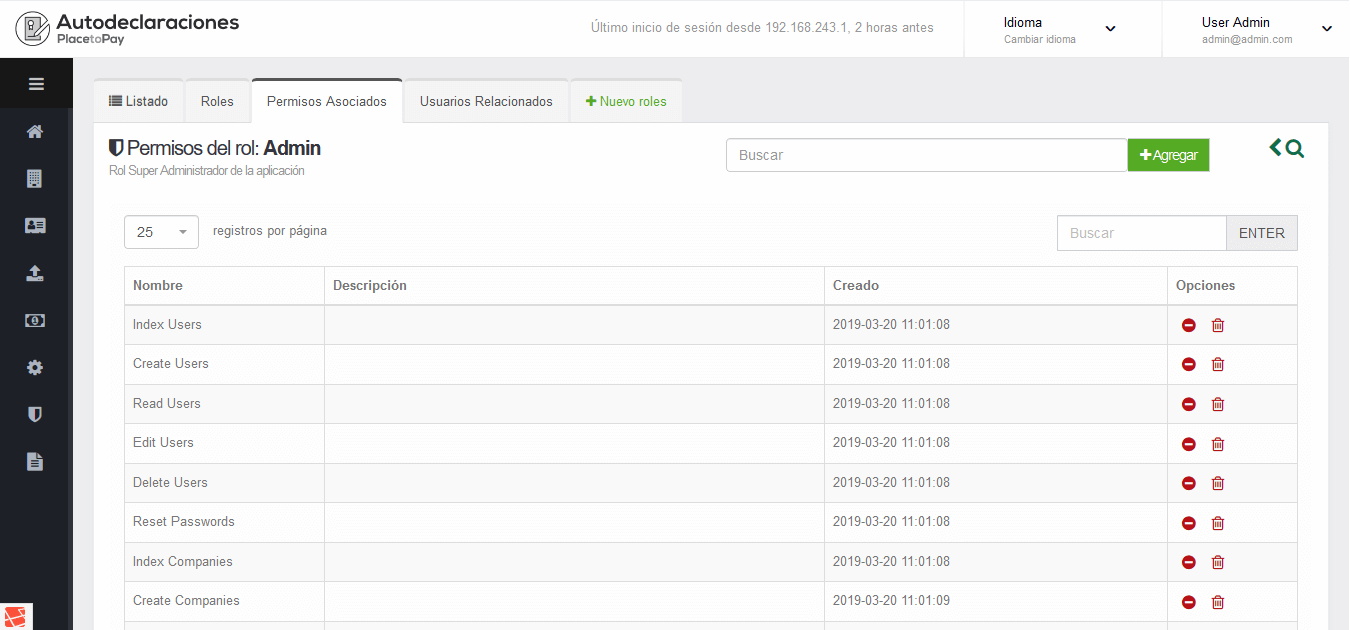 Autodeclaraciones
PlacetoPay
Último inicio de sesión desde 192.168.243.1, 2 horas antes
Idioma
Cambiar idioma
User Admin
admin@admin.com
Listado
Roles
Permisos Asociados
Usuarios Relacionados
Nuevo roles
Permisos del rol: Admin
Rol Super Administrador de la aplicación
Buscar
Agregar
25 registros por página
Buscar
ENTER
Nombre Descripción Creado Opciones
Index Users 2019-03-20 11:01:08
Create Users 2019-03-20 11:01:08
Read Users 2019-03-20 11:01:08
Edit Users 2019-03-20 11:01:08
Delete Users 2019-03-20 11:01:08
Reset Passwords 2019-03-20 11:01:08
Index Companies 2019-03-20 11:01:08
Create Companies 2019-03-20 11:01:09